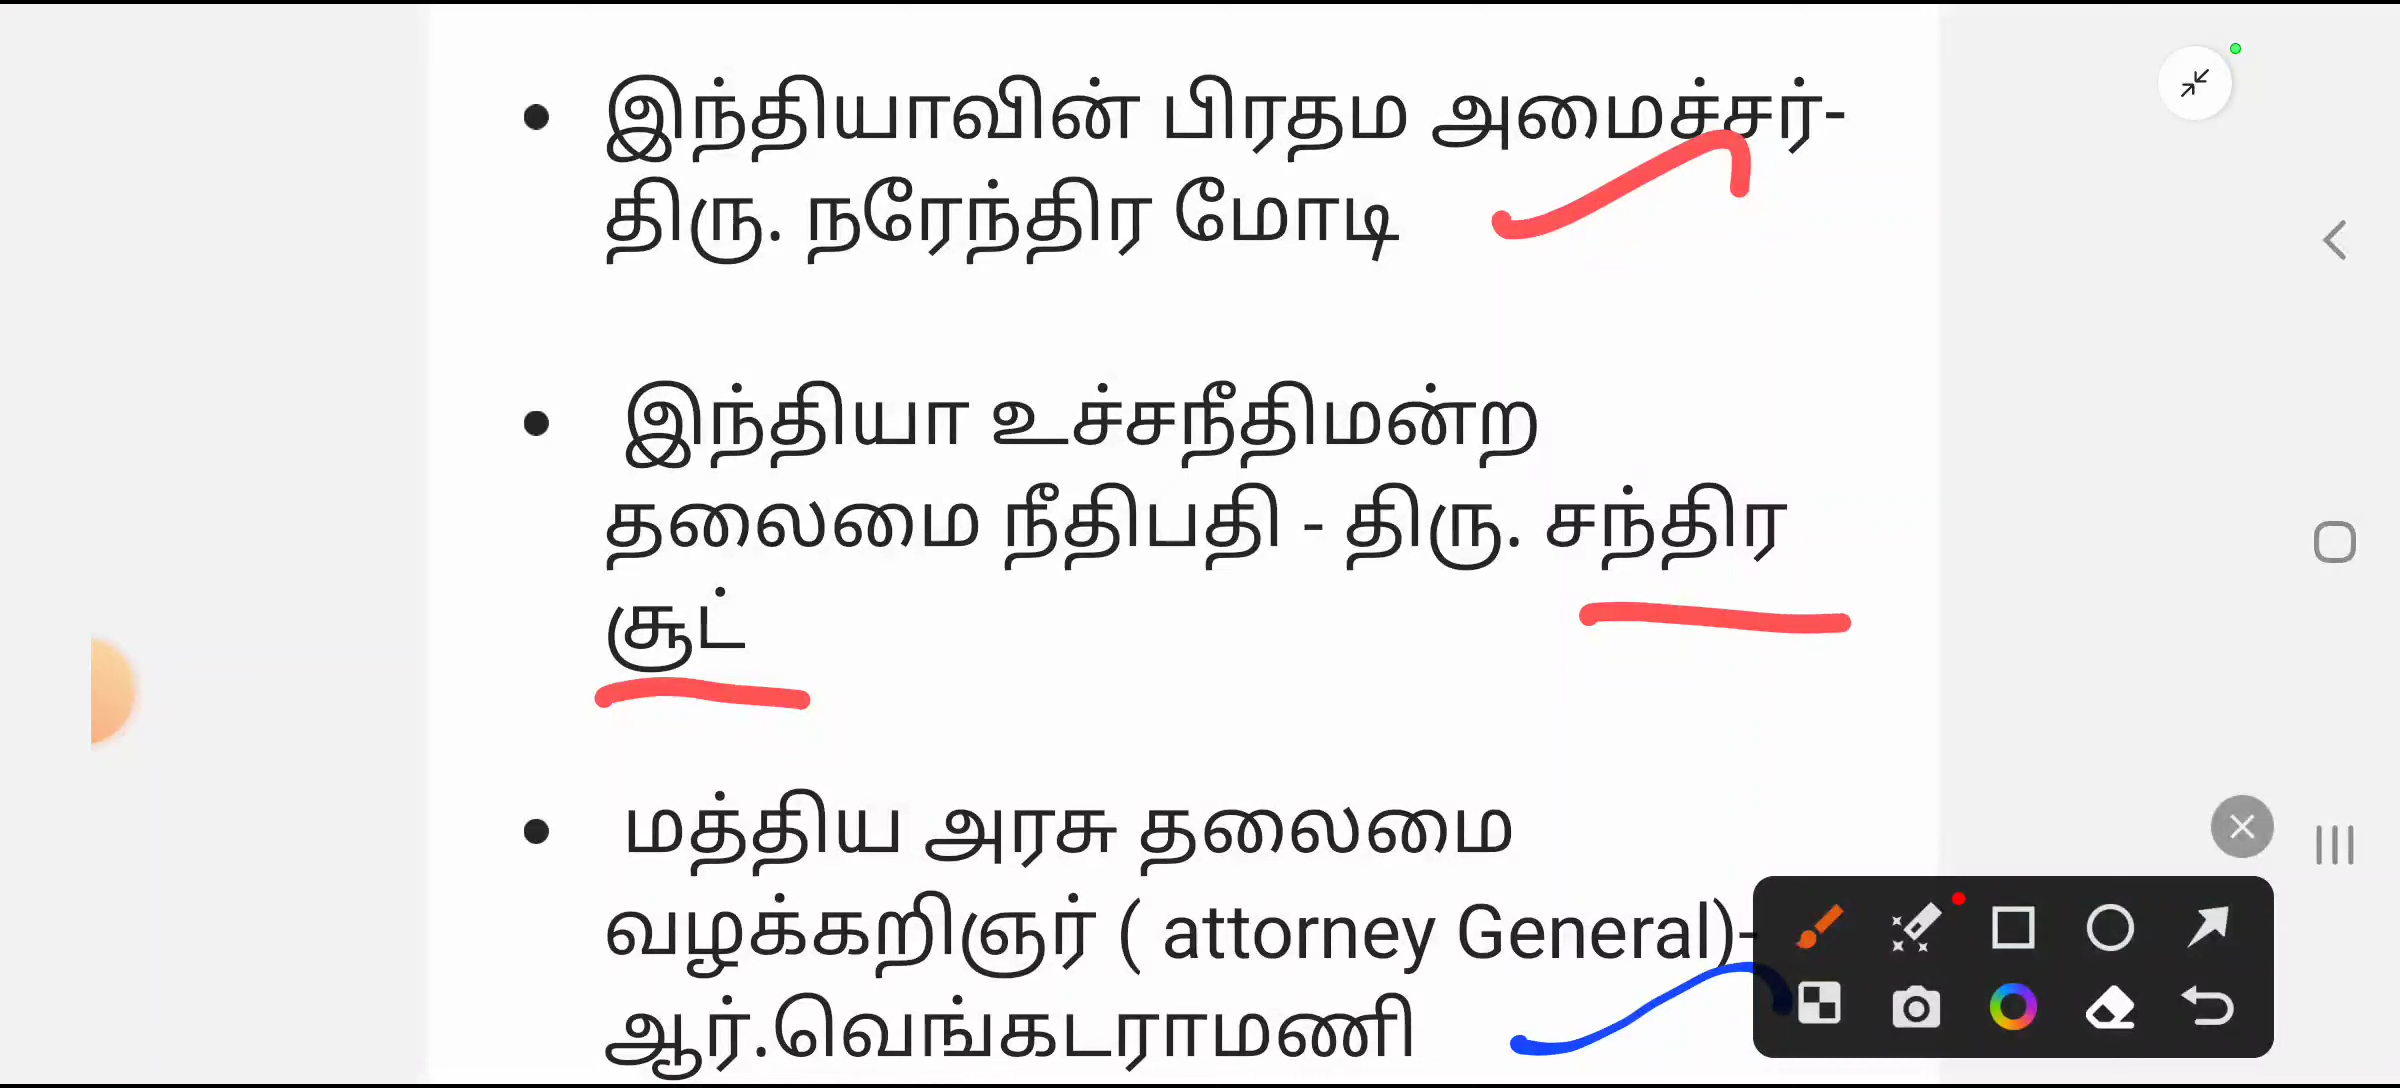 இந்தியாவின் பிரதம அமைச்சர்-
திரு. நரேந்திர மோடி
இந்தியா உச்சநீதிமன்ற
தலைமை நீதிபதி - திரு. சந்திர
சூட்
மத்திய அரசு தலைமை
வழக்கறிஞர் ( attorney General)-
ஆர்.வெங்கடராமணி